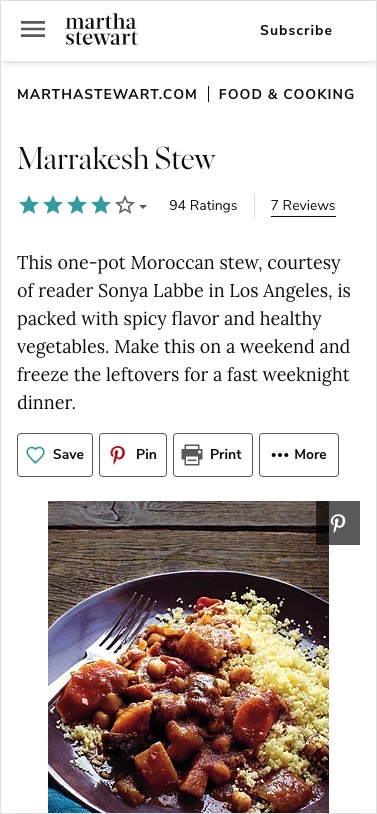 martha
stewart
Subscribe
MARTHASTEWART.COM | FOOD & COOKING
Marrakesh Stew
94 Ratings
7 Reviews
This one-pot Moroccan stew, courtesy
of reader Sonya Labbe in Los Angeles, is
packed with spicy flavor and healthy
vegetables. Make this on a weekend and
freeze the leftovers for a fast weeknight
dinner.
Save
Pin
Print
More